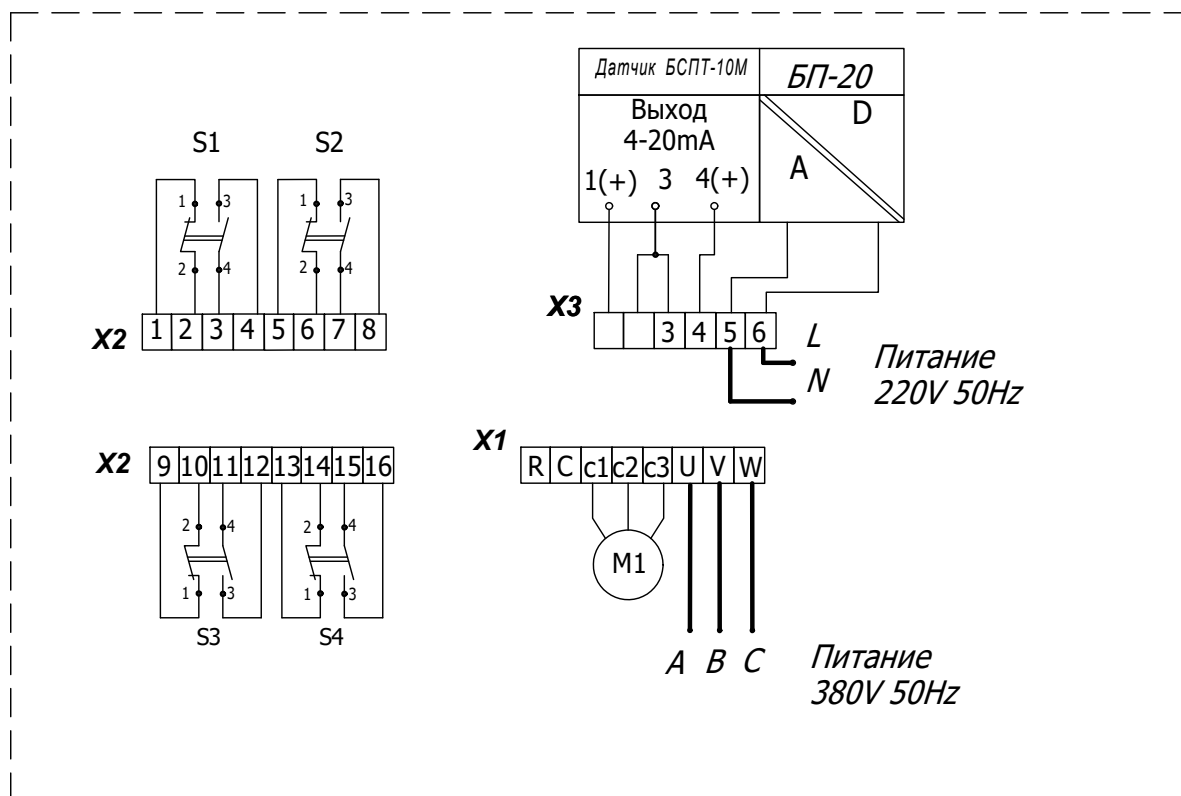 Датчик БСПТ-10М БП-20
Выход D
4-20mA
A
1(+) 3 4(+)
S1 S2
1 3 1 3
2 4 2 4
X2 1 2 3 4 5 6 7 8
X3 3 4 5 6
L
N
Питание
220V 50Hz
X2 9 10 11 12 13 14 15 16
X1 R C c1 c2 c3 U V W
2 4 2 4
1 3 1 3
S3 S4
M1
A B C
Питание
380V 50Hz